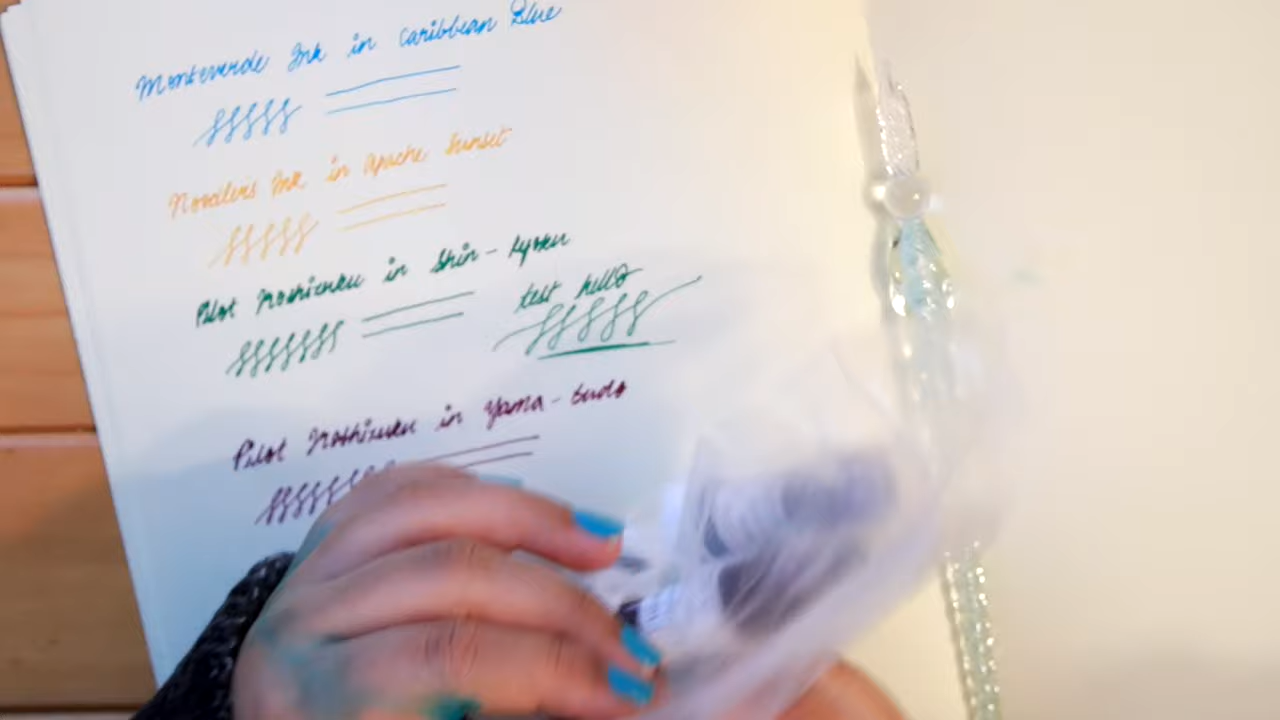 Monteverde Ink in Caribbean Blue
Noodlers Ink in Apache Sunset
Pilot Iroshizuku in Shin-ryoku
test hello
Pilot Iroshizuku in Yama-budo